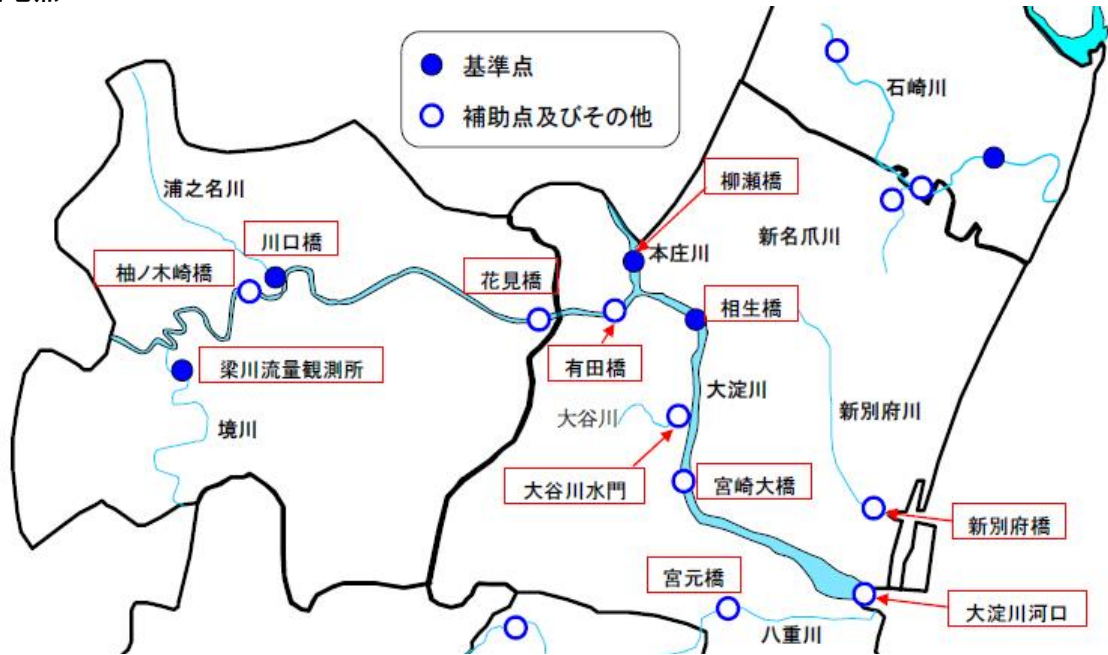 基準点
補助点及びその他
石崎川
柳瀬橋
浦之名川
新名爪川
川口橋
本庄川
柚ノ木崎橋
花見橋
相生橋
梁川流量観測所
有田橋
大淀川
大谷川
新別府川
境川
大谷川水門
宮崎大橋
新別府橋
宮元橋
大淀川河口
八重川